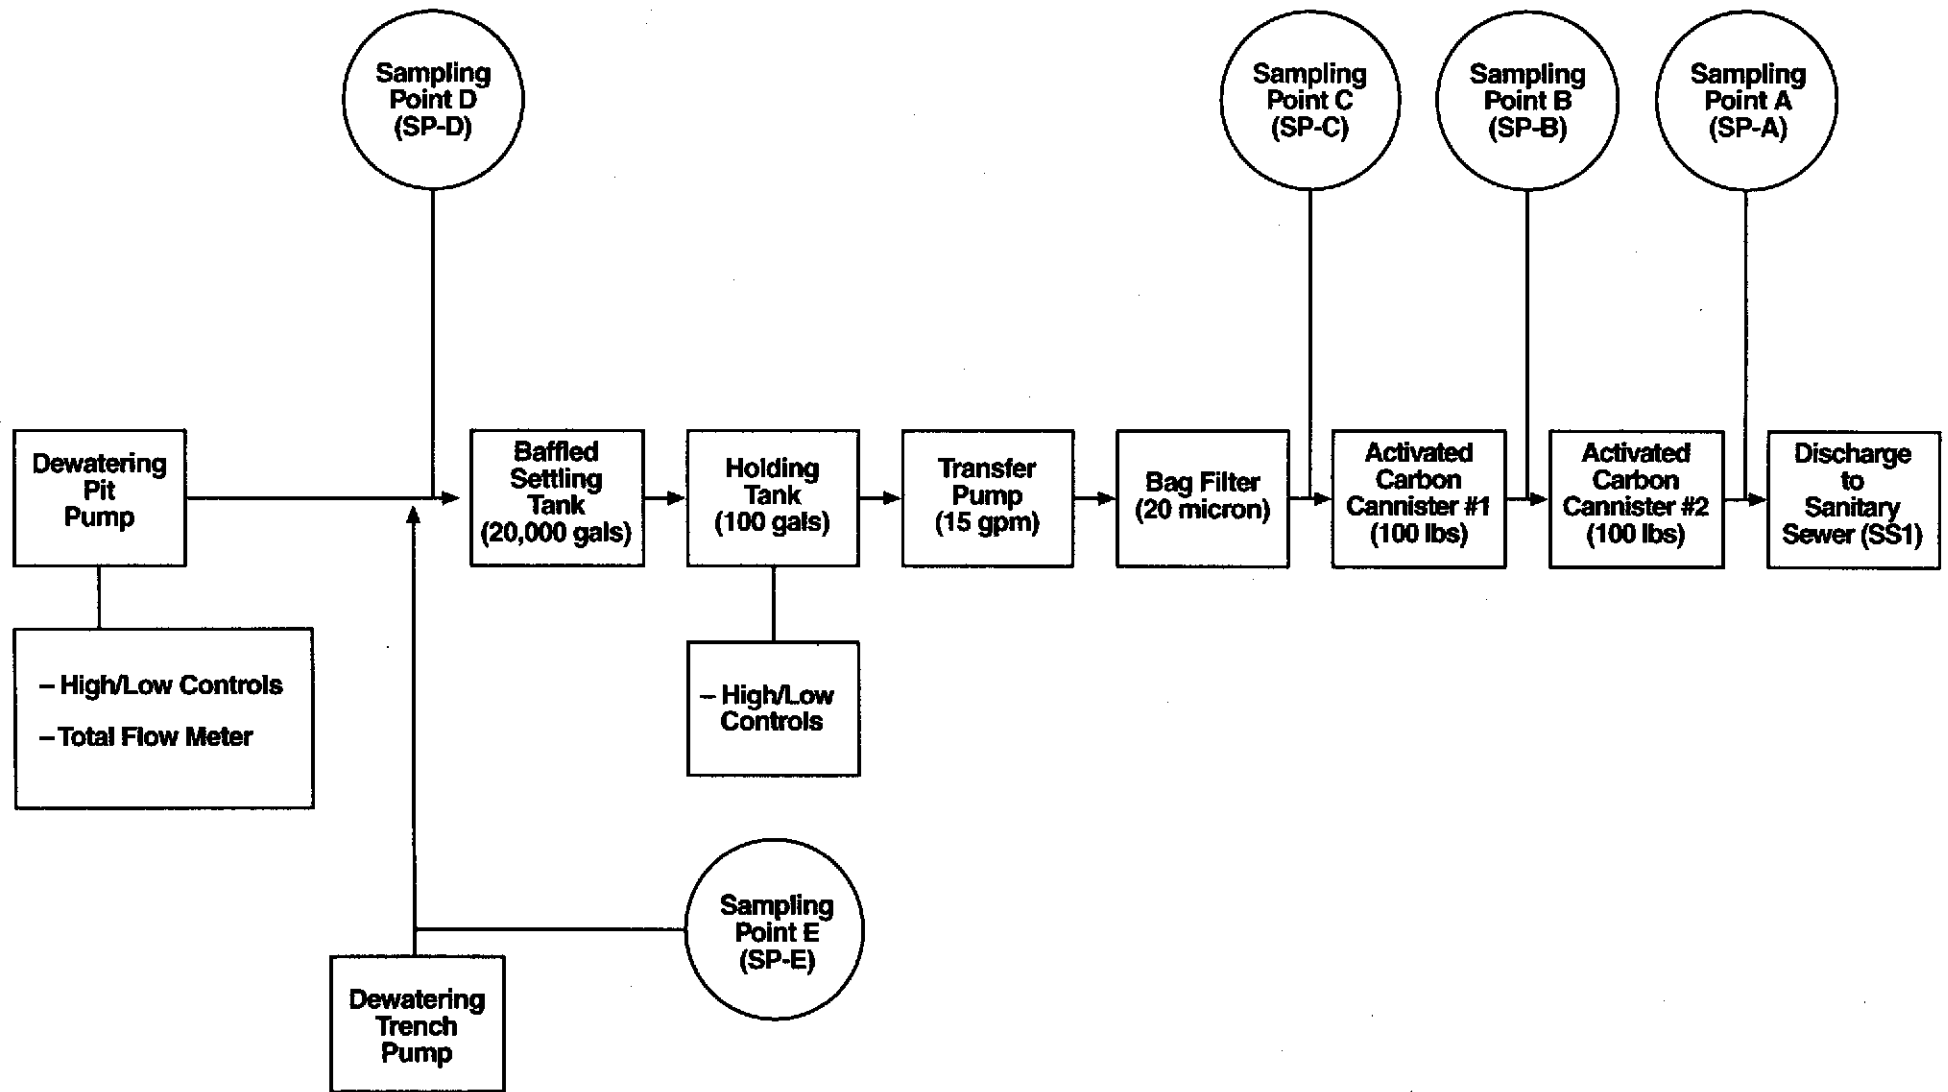 Sampling
Point D
(SP-D)
Sampling
Point C
(SP-C)
Sampling
Point B
(SP-B)
Sampling
Point A
(SP-A)
Dewatering
Pit
Pump
Baffled
Settling
Tank
(20,000 gals)
Holding
Tank
(100 gals)
Transfer
Pump
(15 gpm)
Bag Filter
(20 micron)
Activated
Carbon
Cannister #1
(100 lbs)
Activated
Carbon
Cannister #2
(100 lbs)
Discharge
to
Sanitary
Sewer (SS1)
– High/Low Controls
– Total Flow Meter
– High/Low
Controls
Sampling
Point E
(SP-E)
Dewatering
Trench
Pump